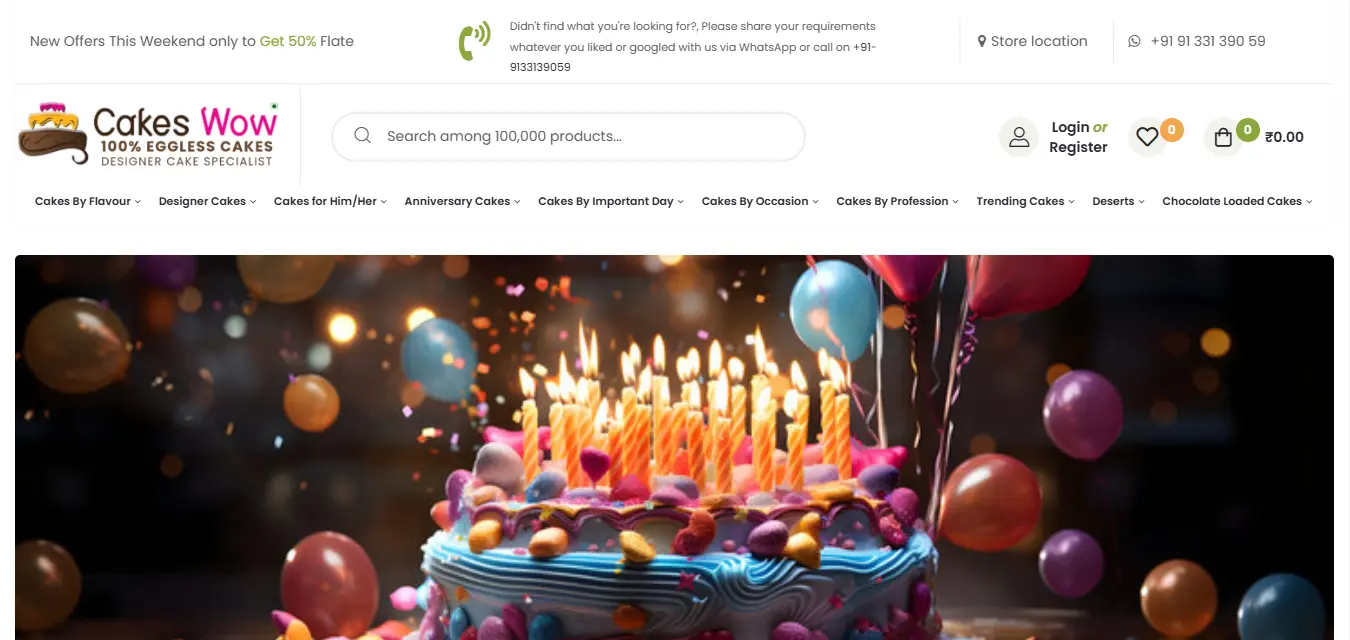 New Offers This Weekend only to Get 50% Flate
Didn't find what you're looking for?, Please share your requirements
whatever you liked or googled with us via WhatsApp or call on +91-
9133139059
Store location
+91 91 331 390 59
Cakes Wow
100% EGGLESS CAKES
DESIGNER CAKE SPECIALIST
Search among 100,000 products...
Login or
Register
0
0
₹0.00
Cakes By Flavour
Designer Cakes
Cakes for Him/Her
Anniversary Cakes
Cakes By Important Day
Cakes By Occasion
Cakes By Profession
Trending Cakes
Deserts
Chocolate Loaded Cakes